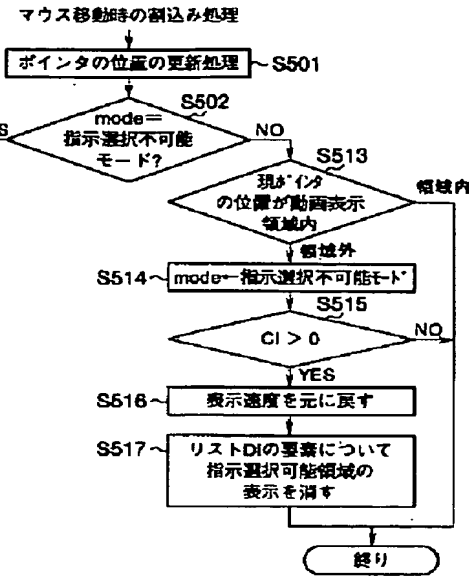 マウス移動時の割込み処理
ポインタの位置の更新処理
S501
S502
mode=
指示選択不可能
モード?
NO
S513
現ポインタ
の位置が動画表示
領域内
領域内
領域外
S514
mode←指示選択不可能モード
S515
CI > 0
NO
YES
S516
表示速度を元に戻す
S517
リストDIの要素について
指示選択可能領域の
表示を消す
終り